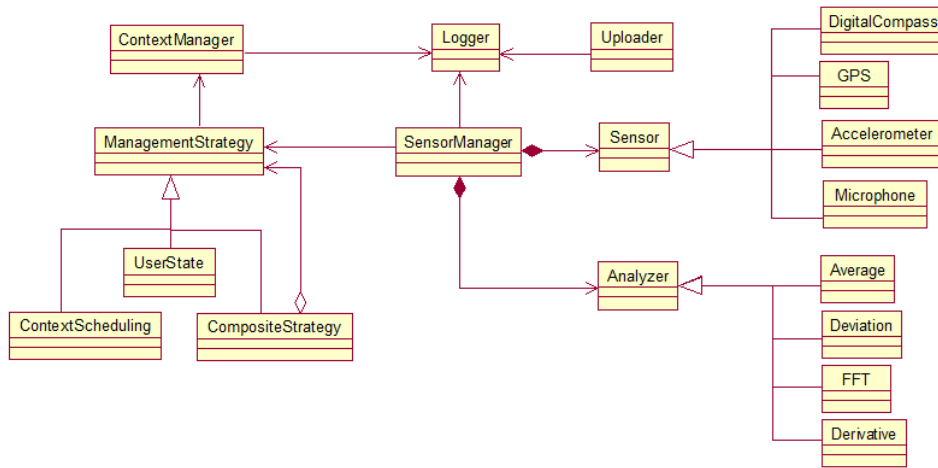 ContextManager
Logger
Uploader
DigitalCompass
GPS
ManagementStrategy
SensorManager
Sensor
Accelerometer
Microphone
UserState
Analyzer
Average
ContextScheduling
CompositeStrategy
Deviation
FFT
Derivative